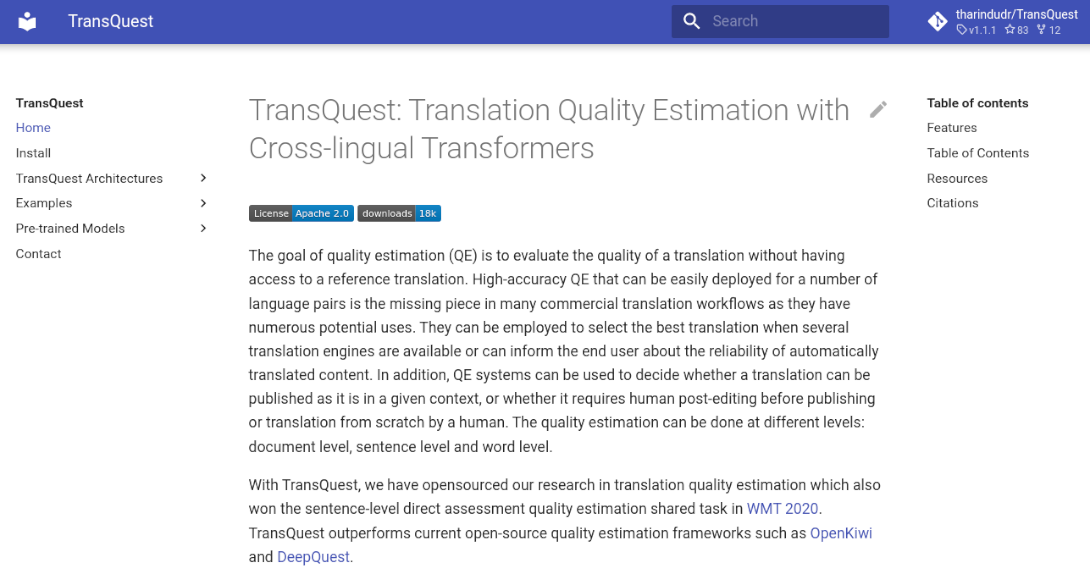 TransQuest
Search
tharindudr/TransQuest
v1.1.1 83 12
TransQuest
Home
Install
TransQuest Architectures
Examples
Pre-trained Models
Contact
TransQuest: Translation Quality Estimation with
Cross-lingual Transformers
License Apache 2.0 downloads 18k
The goal of quality estimation (QE) is to evaluate the quality of a translation without having
access to a reference translation. High-accuracy QE that can be easily deployed for a number of
language pairs is the missing piece in many commercial translation workflows as they have
numerous potential uses. They can be employed to select the best translation when several
translation engines are available or can inform the end user about the reliability of automatically
translated content. In addition, QE systems can be used to decide whether a translation can be
published as it is in a given context, or whether it requires human post-editing before publishing
or translation from scratch by a human. The quality estimation can be done at different levels:
document level, sentence level and word level.
With TransQuest, we have opensourced our research in translation quality estimation which also
won the sentence-level direct assessment quality estimation shared task in WMT 2020.
TransQuest outperforms current open-source quality estimation frameworks such as OpenKiwi
and DeepQuest.
Table of contents
Features
Table of Contents
Resources
Citations